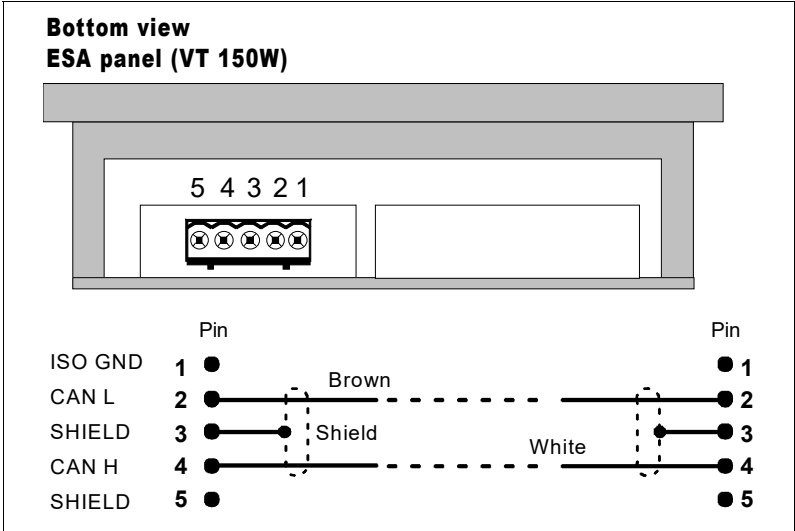 Bottom view
ESA panel (VT 150W)
5 4 3 2 1
Pin Pin
ISO GND 1 1
Brown
CAN L 2 2
SHIELD 3 Shield 3
White
CAN H 4 4
SHIELD 5 5